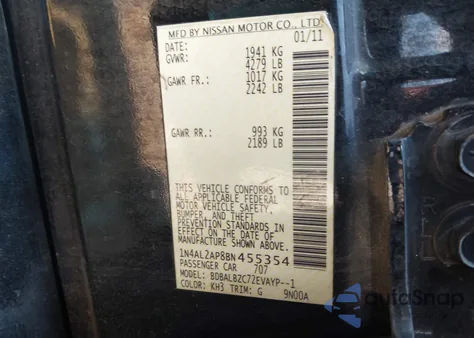 MFD BY NISSAN MOTOR CO., LTD.
DATE: 01/11
GVWR: 1941 KG
4279 LB
GAWR FR.: 1017 KG
2242 LB
GAWR RR.: 993 KG
2189 LB
THIS VEHICLE CONFORMS TO
ALL APPLICABLE FEDERAL
MOTOR VEHICLE SAFETY,
BUMPER, AND THEFT
PREVENTION STANDARDS IN
EFFECT ON THE DATE OF
MANUFACTURE SHOWN ABOVE.
1N4AL2AP8BN455354
PASSENGER CAR 707
BDBALBZC72EVAYP--1
COLOR: KH3 TRIM: G 9N00A
autoSnap